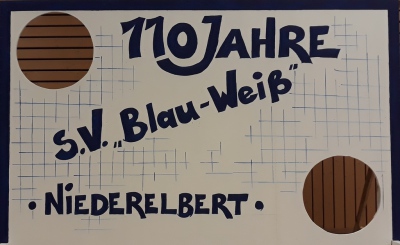 110 JAHRE
S.V. „Blau-Weiß"
• NIEDERELBERT •